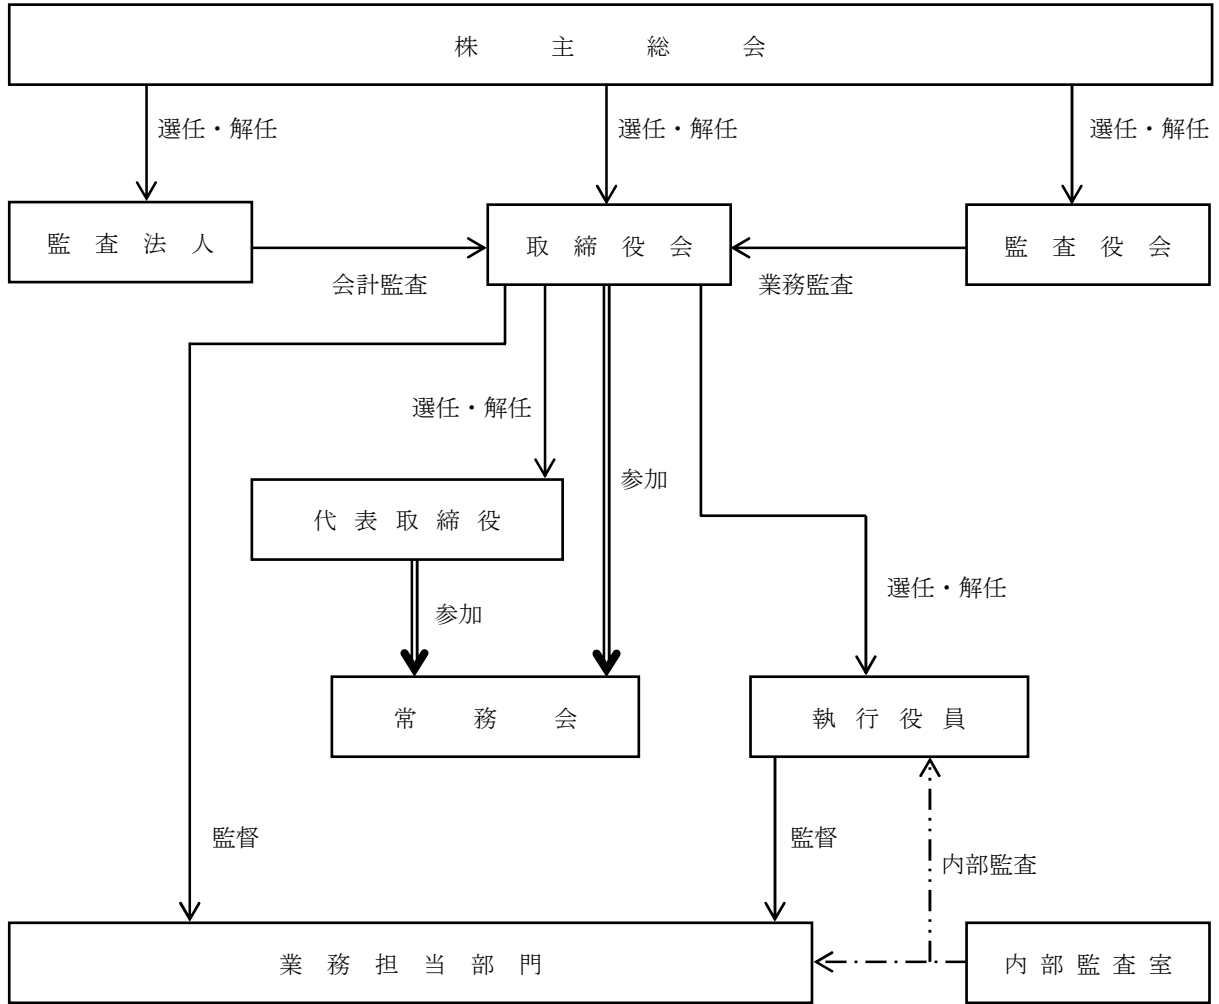 株主総会
選任・解任
選任・解任
選任・解任
監査法人
取締役会
監査役会
会計監査
業務監査
選任・解任
参加
代表取締役
選任・解任
参加
常務会
執行役員
監督
監督
内部監査
業務担当部門
内部監査室